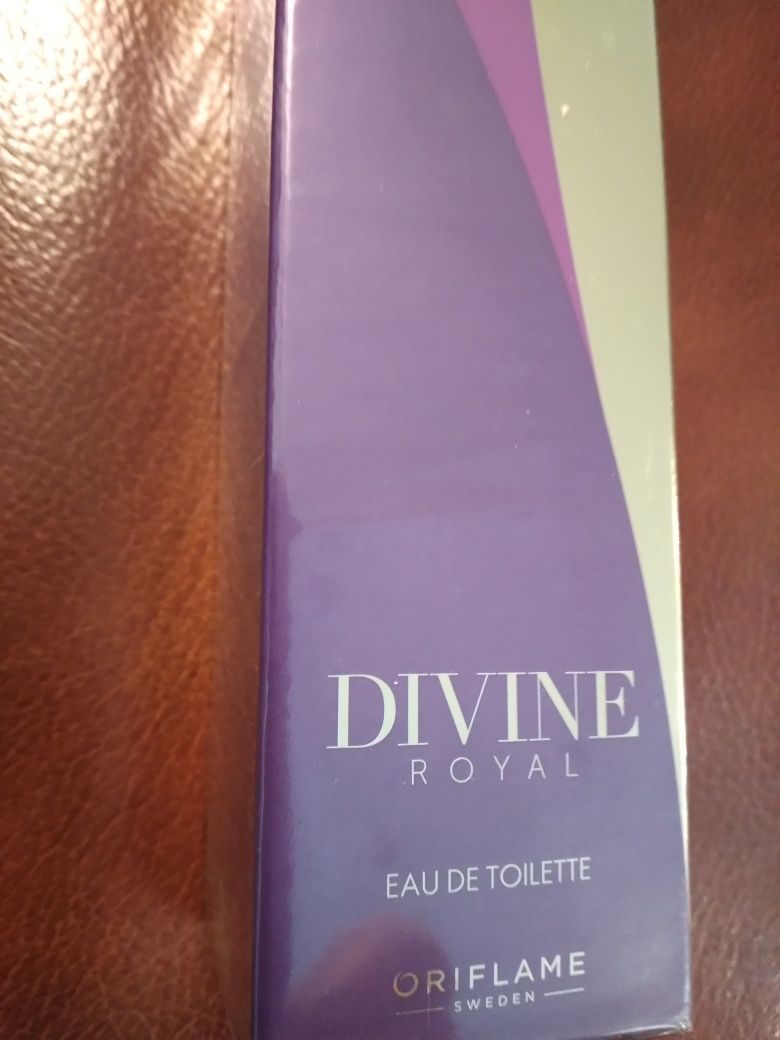 DIVINE
ROYAL
EAU DE TOILETTE
ORIFLAME
SWEDEN